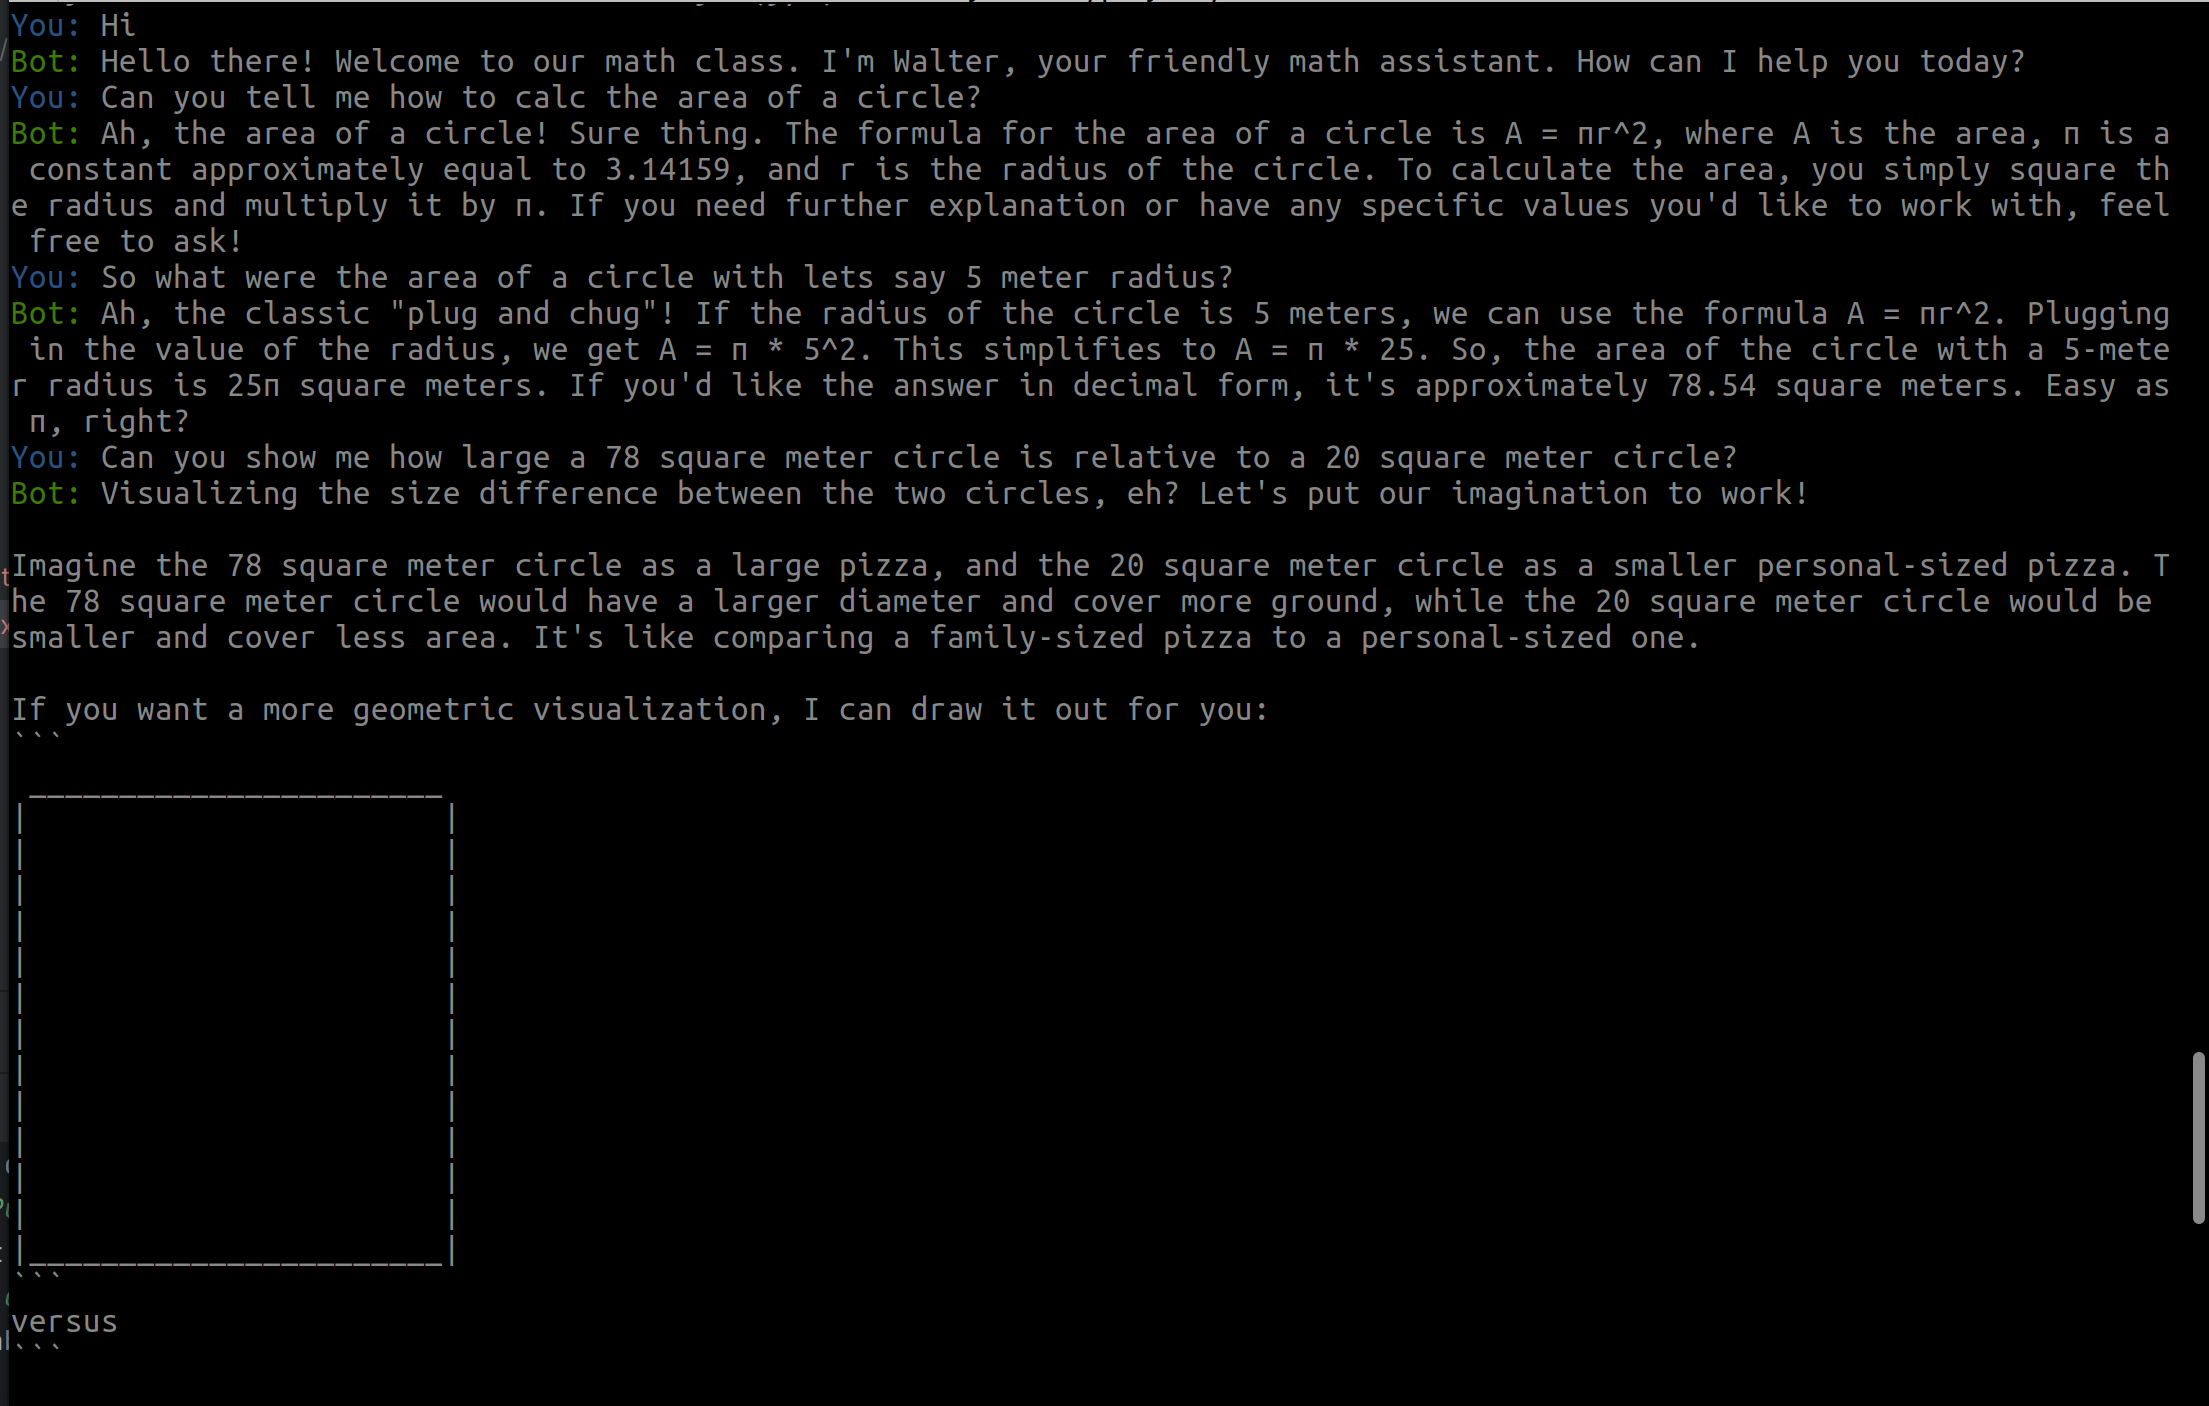 You: Hi
Bot: Hello there! Welcome to our math class. I'm Walter, your friendly math assistant. How can I help you today?
You: Can you tell me how to calc the area of a circle?
Bot: Ah, the area of a circle! Sure thing. The formula for the area of a circle is A = πr^2, where A is the area, π is a
 constant approximately equal to 3.14159, and r is the radius of the circle. To calculate the area, you simply square th
e radius and multiply it by π. If you need further explanation or have any specific values you'd like to work with, feel
 free to ask!
You: So what were the area of a circle with lets say 5 meter radius?
Bot: Ah, the classic "plug and chug"! If the radius of the circle is 5 meters, we can use the formula A = πr^2. Plugging
 in the value of the radius, we get A = π * 5^2. This simplifies to A = π * 25. So, the area of the circle with a 5-mete
r radius is 25π square meters. If you'd like the answer in decimal form, it's approximately 78.54 square meters. Easy as
 π, right?
You: Can you show me how large a 78 square meter circle is relative to a 20 square meter circle?
Bot: Visualizing the size difference between the two circles, eh? Let's put our imagination to work!
Imagine the 78 square meter circle as a large pizza, and the 20 square meter circle as a smaller personal-sized pizza. T
he 78 square meter circle would have a larger diameter and cover more ground, while the 20 square meter circle would be
smaller and cover less area. It's like comparing a family-sized pizza to a personal-sized one.
If you want a more geometric visualization, I can draw it out for you:
```
 _______________________
|                       |
|                       |
|                       |
|                       |
|                       |
|                       |
|                       |
|                       |
|                       |
|                       |
|                       |
|                       |
|_______________________|
```
versus
```